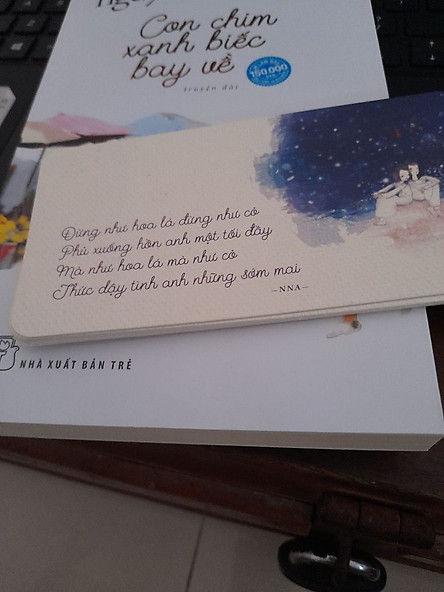 Con chim
xanh biếc
bay về
truyện dài
150.000
Đừng như hoa lá đừng như cỏ
Phủ xuống hồn anh một tối đầy
Mà như hoa lá mà như cỏ
Thức dậy tình anh những sớm mai
—NNA—
NHÀ XUẤT BẢN TRẺ